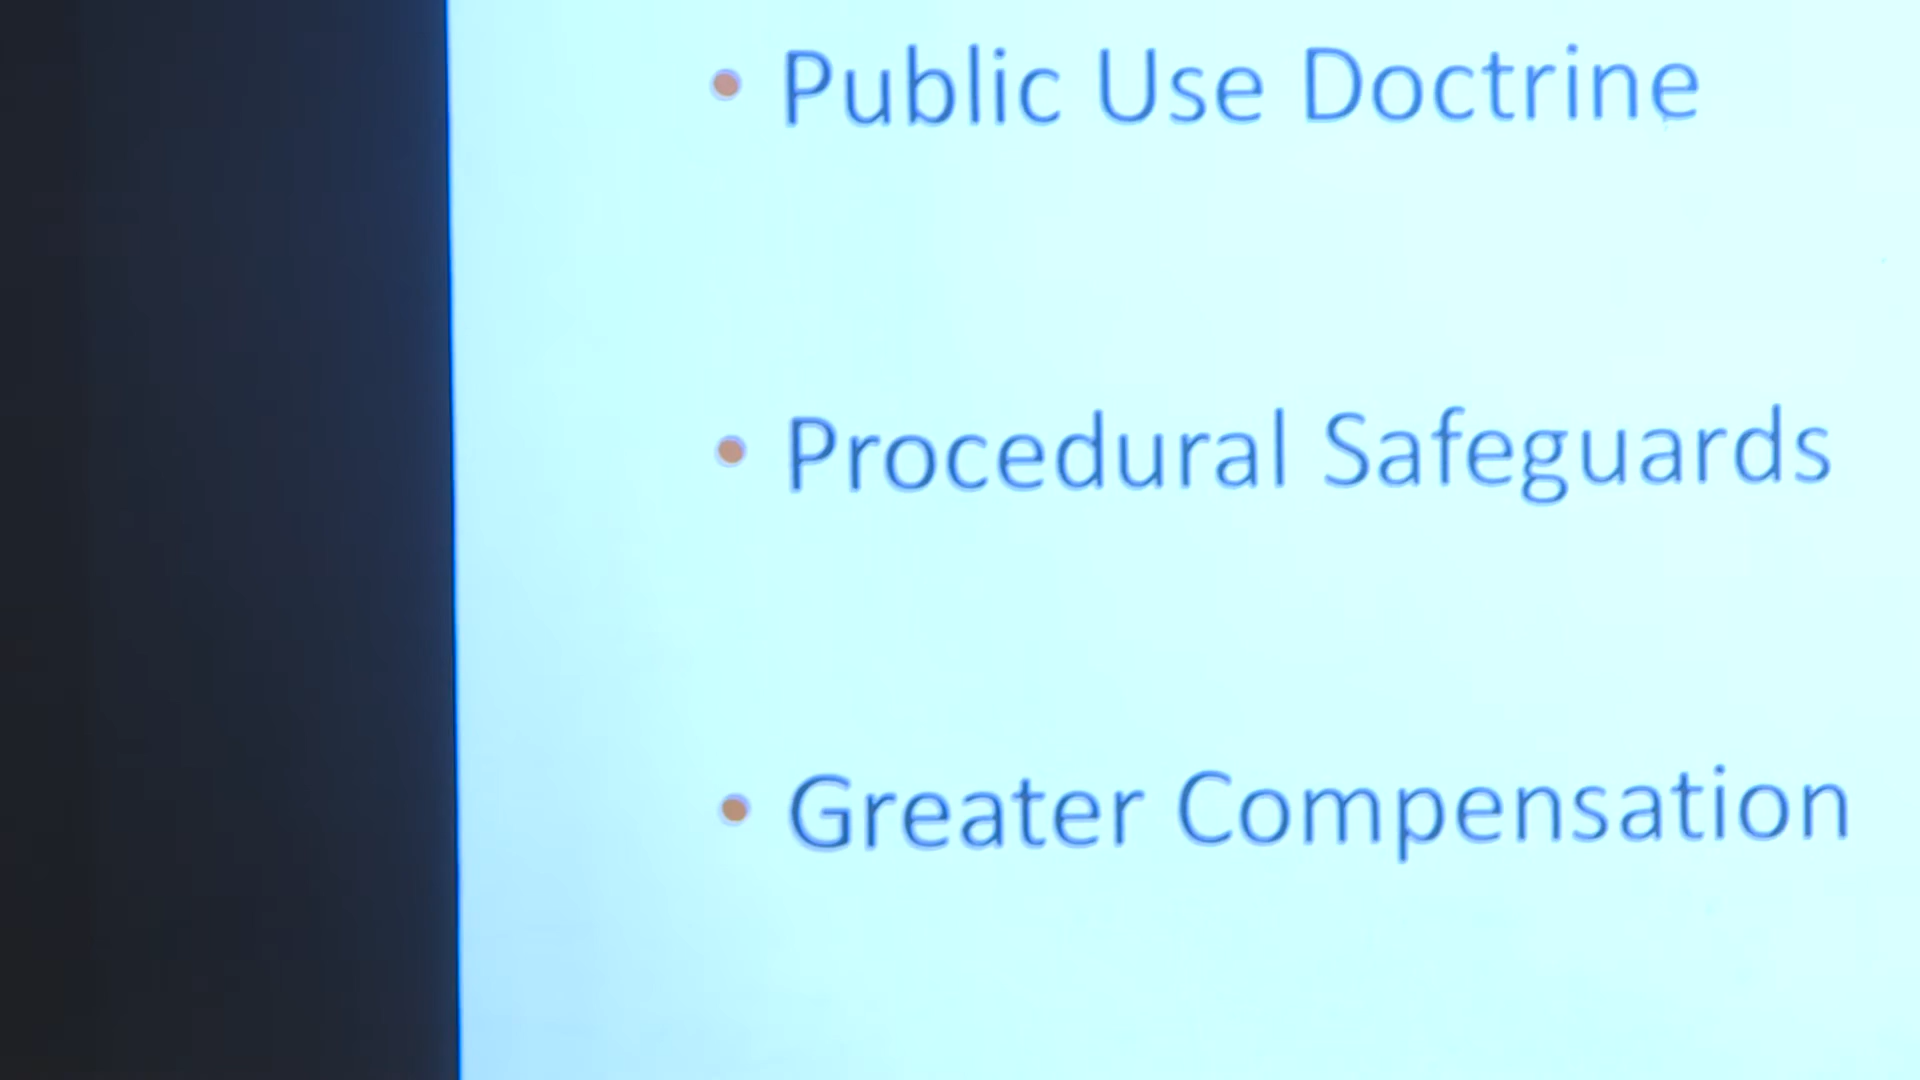 • Public Use Doctrine
• Procedural Safeguards
• Greater Compensation